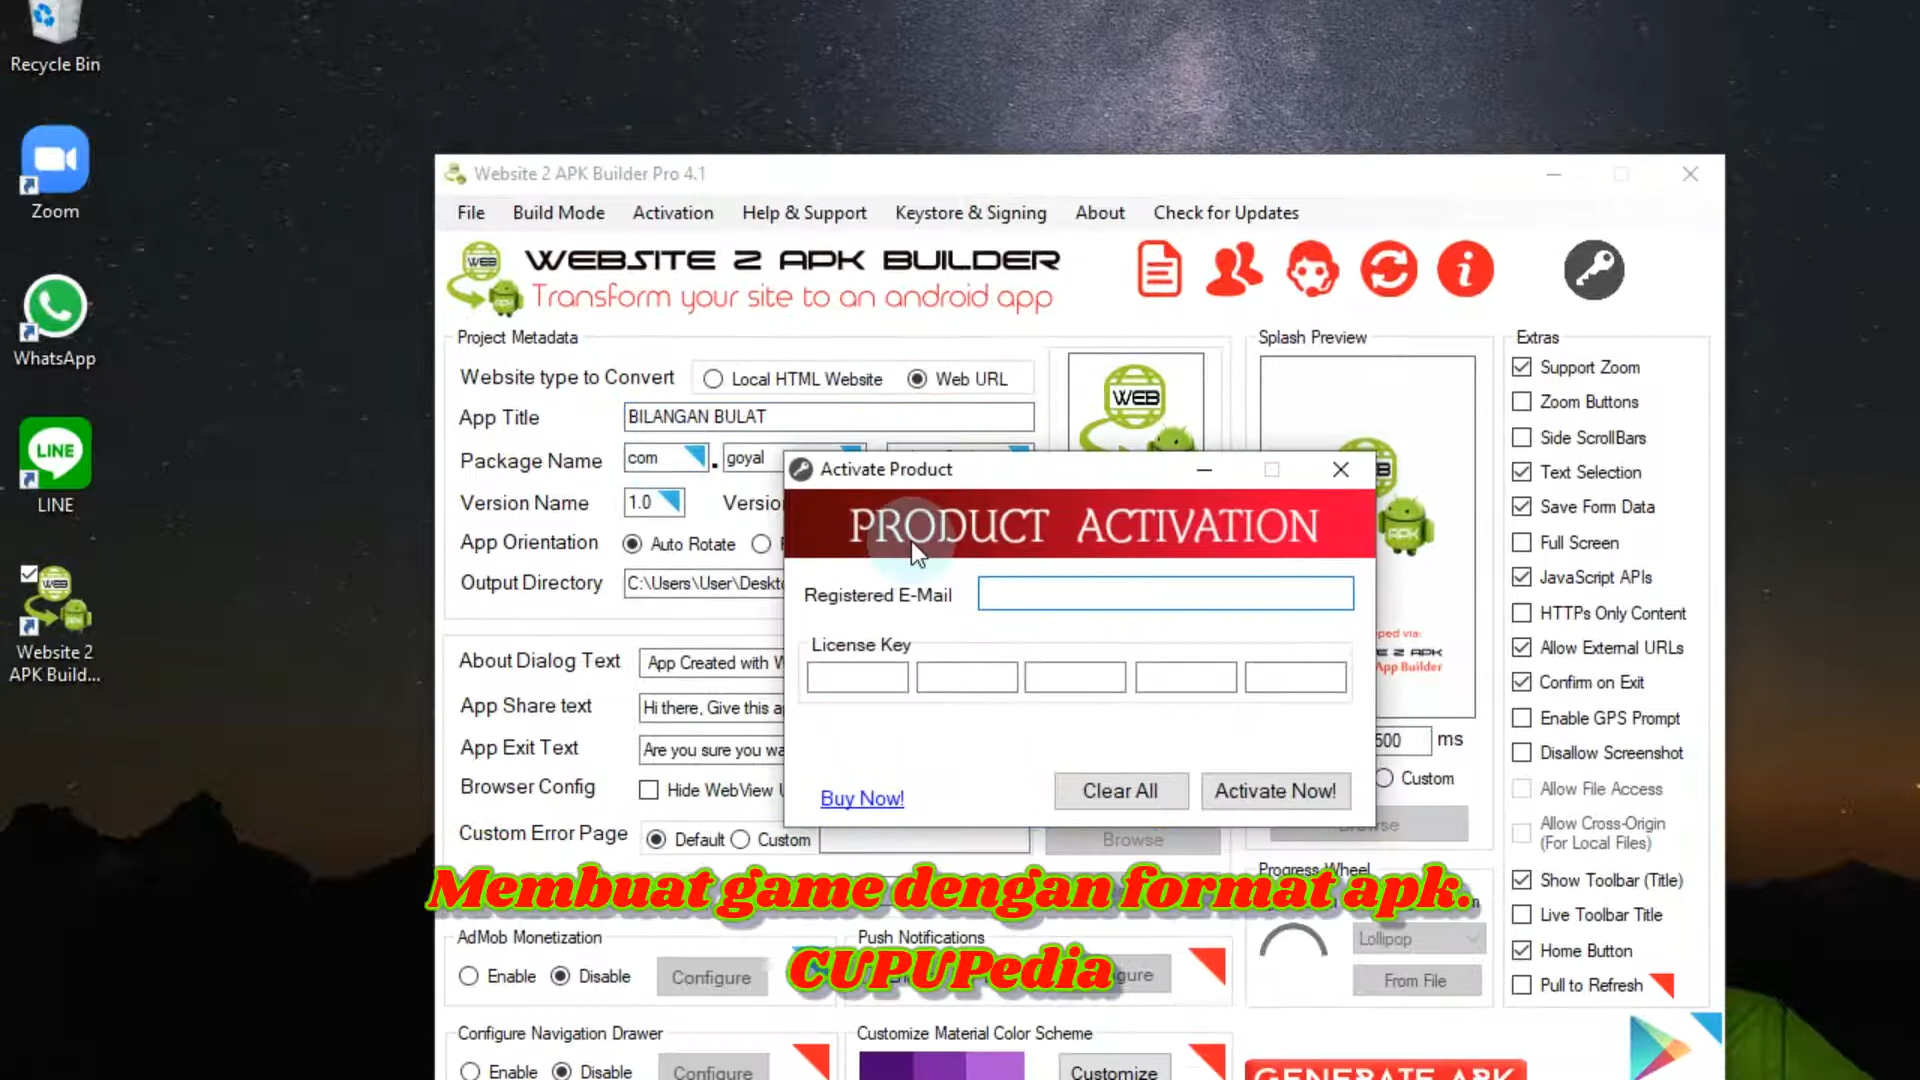 Recycle Bin
Zoom
WhatsApp
LINE
Website 2
APK Build...
Website 2 APK Builder Pro 4.1
File Build Mode Activation Help & Support Keystore & Signing About Check for Updates
WEB
WEBSITE 2 APK BUILDER
Transform your site to an android app
Project Metadata
Website type to Convert Local HTML Website Web URL
App Title BILANGAN BULAT
Package Name com . goyal
Version Name 1.0
App Orientation Auto Rotate
Output Directory C:\Users\User\Deskt
WEB
Activate Product
PRODUCT ACTIVATION
Registered E-Mail
License Key
Buy Now! Clear All Activate Now!
About Dialog Text App Created with
App Share text Hi there, Give this
App Exit Text Are you sure you
Browser Config Hide WebView
Custom Error Page Default Custom Browse
Membuat game dengan format apk.
CUPUPedia
AdMob Monetization
Enable Disable Configure
Push Notifications
Configure Navigation Drawer
Enable Disable Configure
Customize Material Color Scheme
Customize
Splash Preview
APK
E 2 APK
App Builder
500 ms
Custom
Progress Wheel
Lollipop
From File
GENERATE APK
Extras
Support Zoom
Zoom Buttons
Side ScrollBars
Text Selection
Save Form Data
Full Screen
JavaScript APIs
HTTPs Only Content
Allow External URLs
Confirm on Exit
Enable GPS Prompt
Disallow Screenshot
Allow File Access
Allow Cross-Origin
(For Local Files)
Show Toolbar (Title)
Live Toolbar Title
Home Button
Pull to Refresh